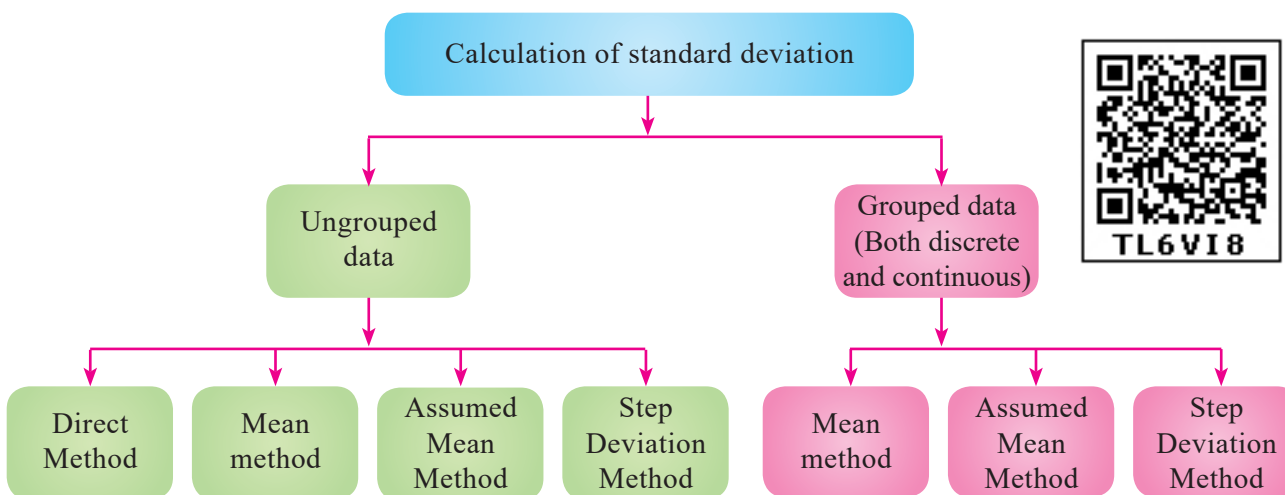 Calculation of standard deviation
TL6VI8
Ungrouped
data
Grouped data
(Both discrete
and continuous)
Direct
Method
Mean
method
Assumed
Mean
Method
Step
Deviation
Method
Mean
method
Assumed
Mean
Method
Step
Deviation
Method